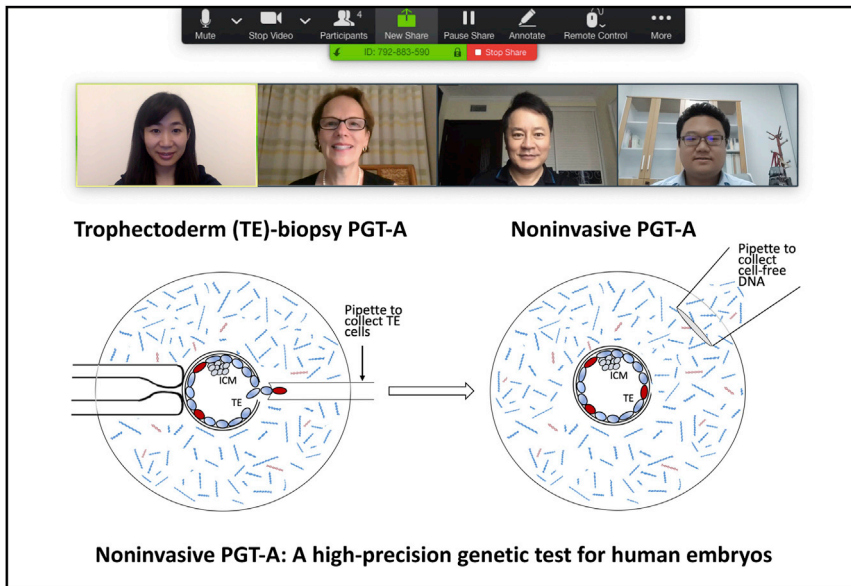 4
Mute
Stop Video
Participants
New Share
Pause Share
Annotate
Remote Control
More
ID: 792-883-590
Stop Share
Trophectoderm (TE)-biopsy PGT-A
Noninvasive PGT-A
Pipette to
collect TE
cells
ICM
TE
Pipette to
collect
cell-free
DNA
ICM
TE
Noninvasive PGT-A: A high-precision genetic test for human embryos